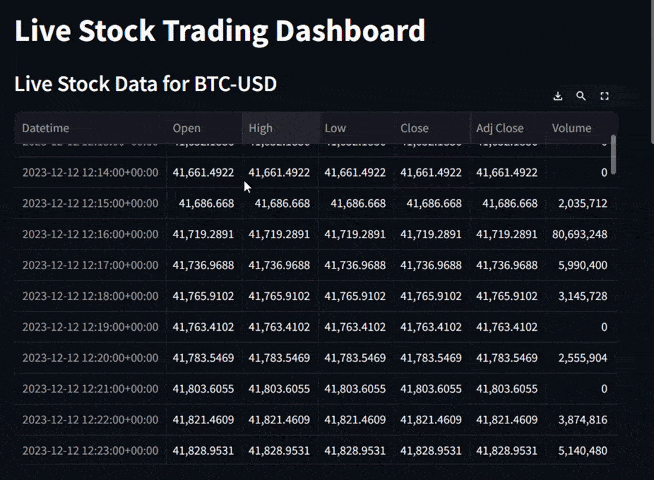 Live Stock Trading Dashboard
Live Stock Data for BTC-USD
Datetime Open High Low Close Adj Close Volume
2023-12-12 12:14:00+00:00 41,661.4922 41,661.4922 41,661.4922 41,661.4922 41,661.4922 0
2023-12-12 12:15:00+00:00 41,686.668 41,686.668 41,686.668 41,686.668 41,686.668 2,035,712
2023-12-12 12:16:00+00:00 41,719.2891 41,719.2891 41,719.2891 41,719.2891 41,719.2891 80,693,248
2023-12-12 12:17:00+00:00 41,736.9688 41,736.9688 41,736.9688 41,736.9688 41,736.9688 5,990,400
2023-12-12 12:18:00+00:00 41,765.9102 41,765.9102 41,765.9102 41,765.9102 41,765.9102 3,145,728
2023-12-12 12:19:00+00:00 41,763.4102 41,763.4102 41,763.4102 41,763.4102 41,763.4102 0
2023-12-12 12:20:00+00:00 41,783.5469 41,783.5469 41,783.5469 41,783.5469 41,783.5469 2,555,904
2023-12-12 12:21:00+00:00 41,803.6055 41,803.6055 41,803.6055 41,803.6055 41,803.6055 0
2023-12-12 12:22:00+00:00 41,821.4609 41,821.4609 41,821.4609 41,821.4609 41,821.4609 3,874,816
2023-12-12 12:23:00+00:00 41,828.9531 41,828.9531 41,828.9531 41,828.9531 41,828.9531 5,140,480